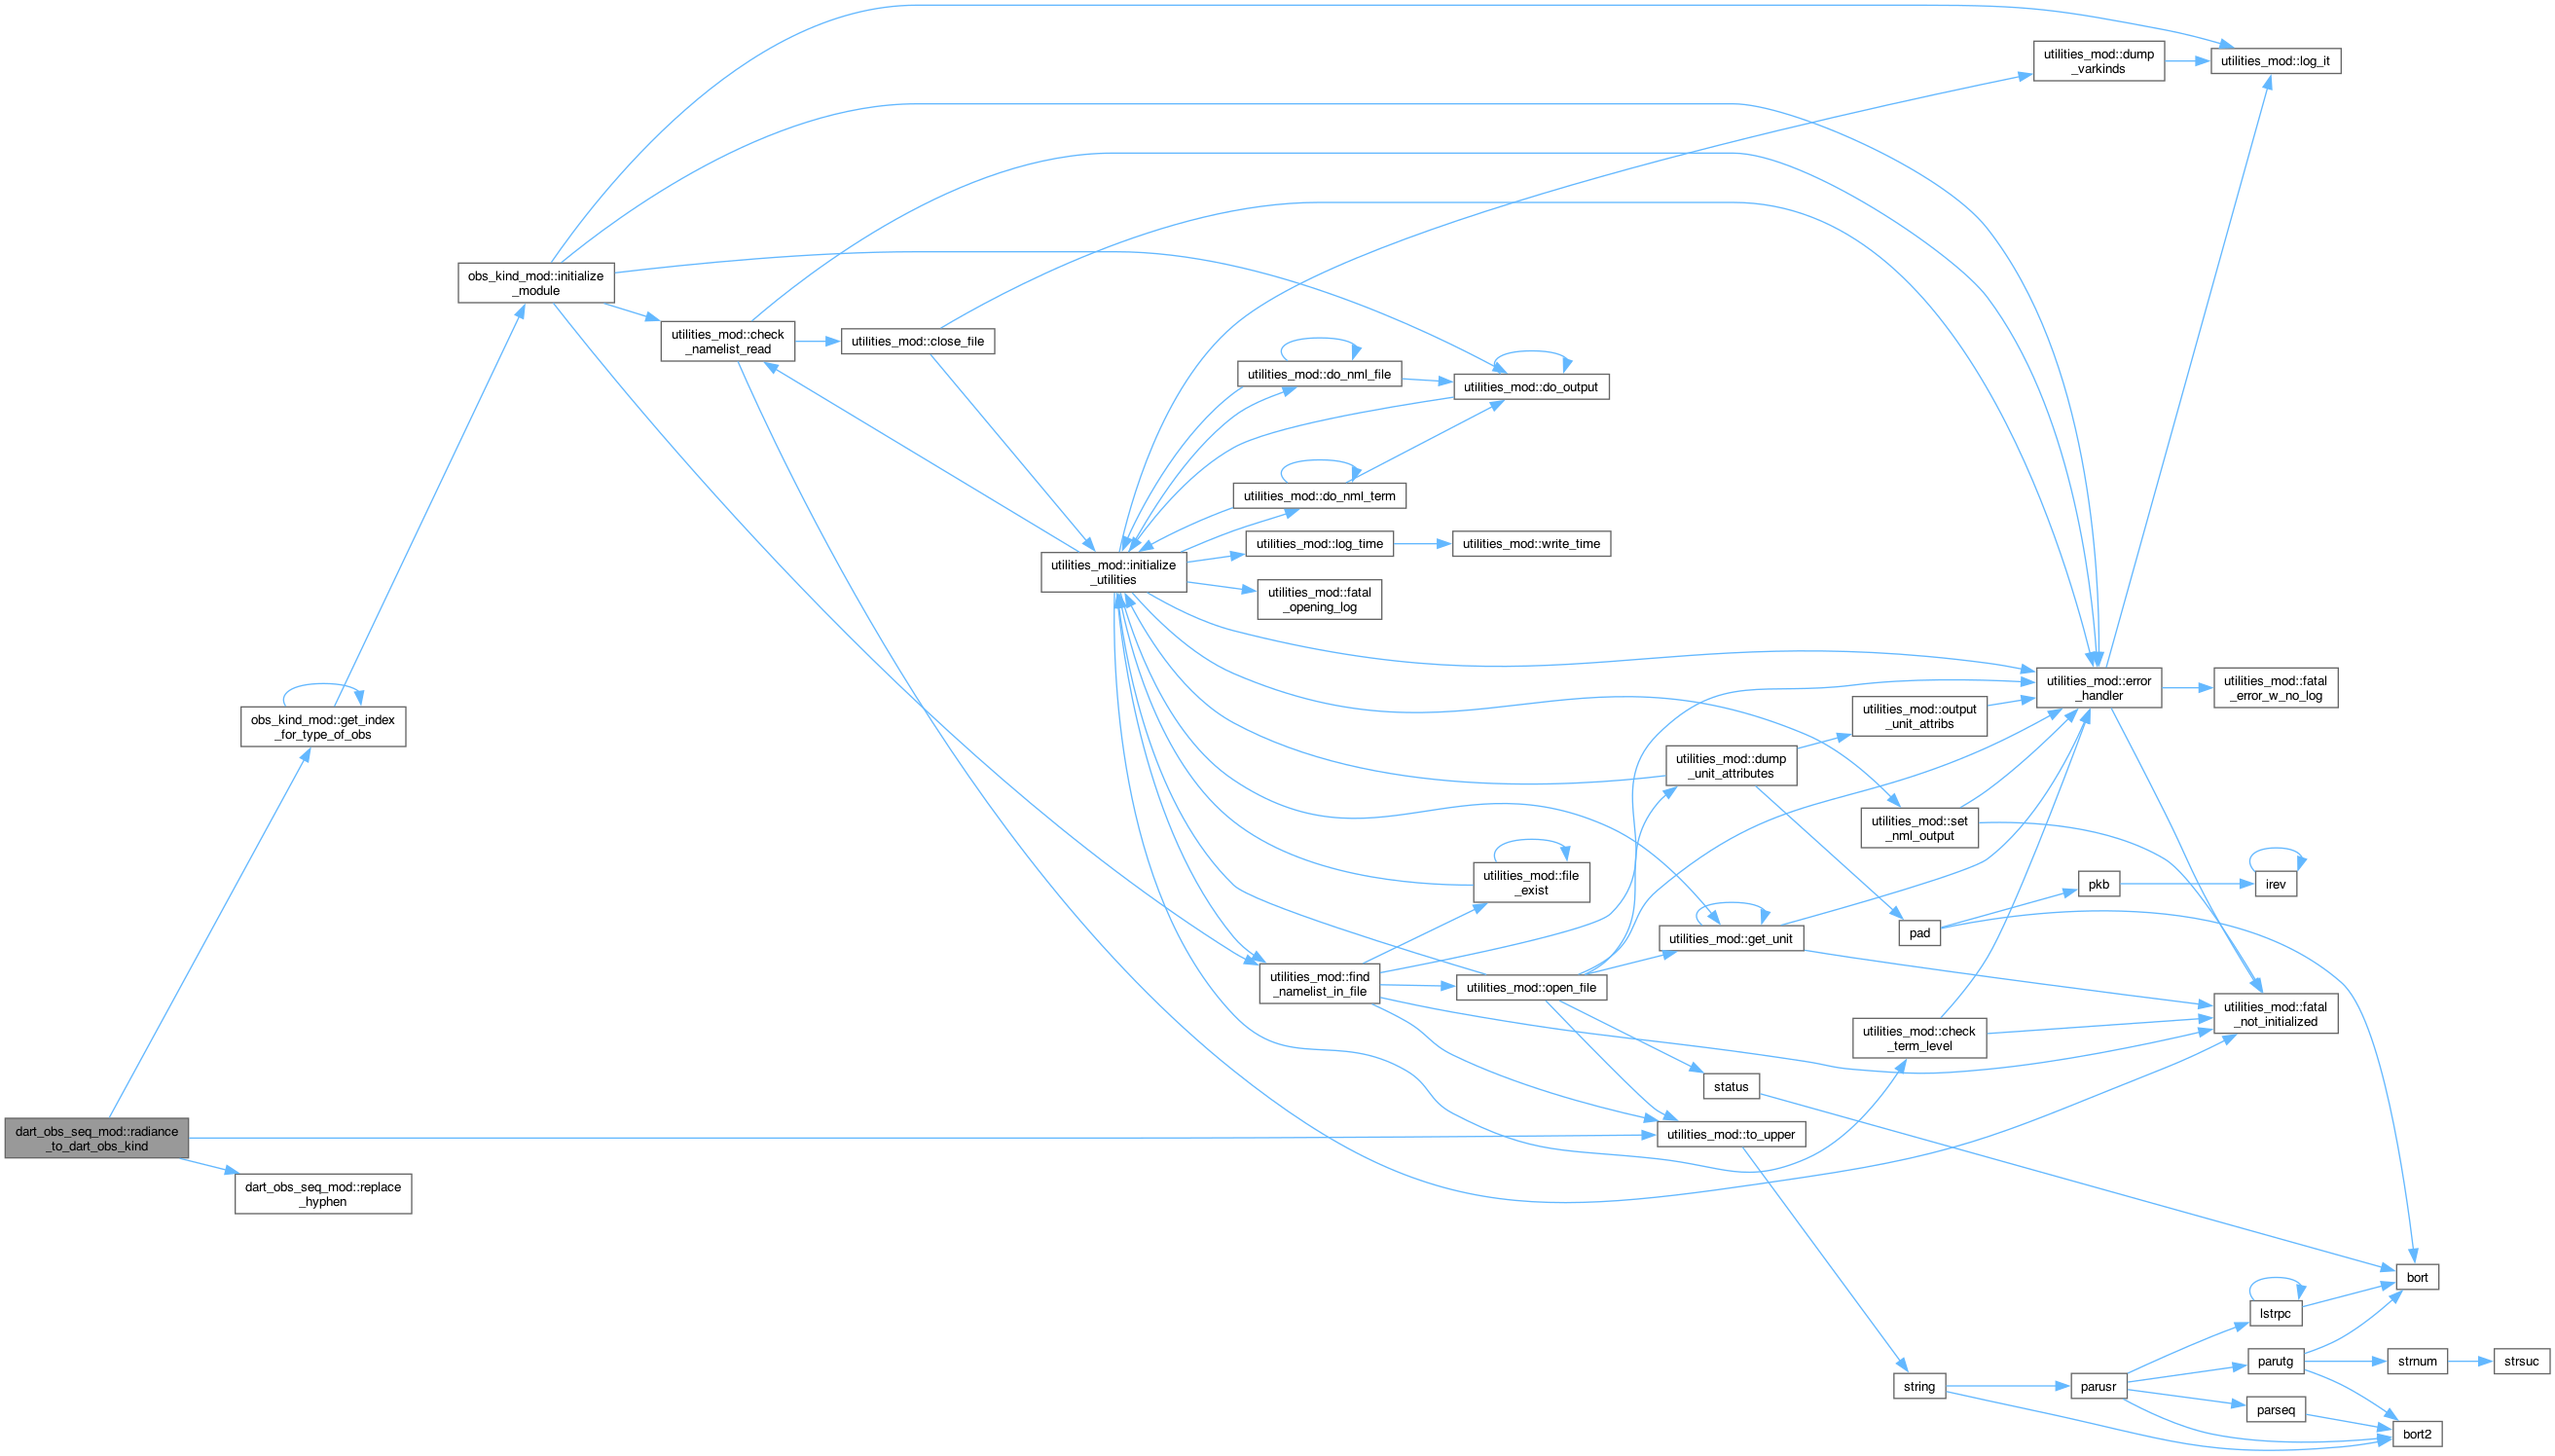 utilities_mod::dump
_varkinds
utilities_mod::log_it
obs_kind_mod::initialize
_module
utilities_mod::check
_namelist_read
utilities_mod::close_file
utilities_mod::do_nml_file
utilities_mod::do_output
utilities_mod::do_nml_term
utilities_mod::log_time
utilities_mod::write_time
utilities_mod::initialize
_utilities
utilities_mod::fatal
_opening_log
utilities_mod::error
_handler
utilities_mod::fatal
_error_w_no_log
obs_kind_mod::get_index
_for_type_of_obs
utilities_mod::output
_unit_attribs
utilities_mod::dump
_unit_attributes
utilities_mod::set
_nml_output
utilities_mod::file
_exist
pkb
irev
utilities_mod::get_unit
pad
utilities_mod::find
_namelist_in_file
utilities_mod::open_file
utilities_mod::fatal
_not_initialized
utilities_mod::check
_term_level
status
dart_obs_seq_mod::radiance
_to_dart_obs_kind
utilities_mod::to_upper
dart_obs_seq_mod::replace
_hyphen
bort
lstrpc
parutg
strnum
strsuc
string
parusr
parseq
bort2